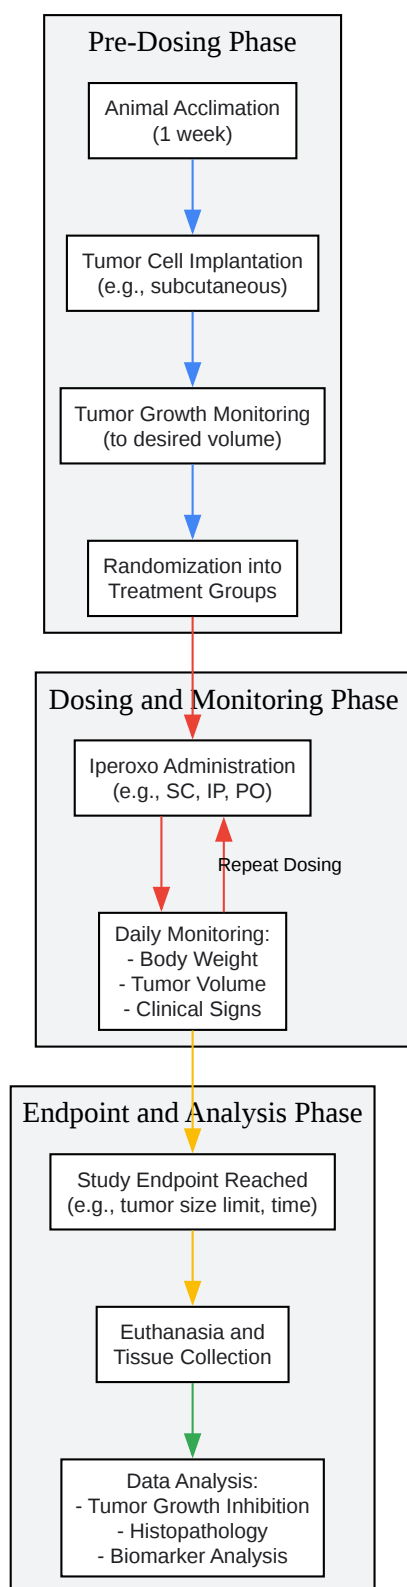 Pre-Dosing Phase
Animal Acclimation
(1 week)
Tumor Cell Implantation
(e.g., subcutaneous)
Tumor Growth Monitoring
(to desired volume)
Randomization into
Treatment Groups
Dosing and Monitoring Phase
Iperoxo Administration
(e.g., SC, IP, PO)
Repeat Dosing
Daily Monitoring:
- Body Weight
- Tumor Volume
- Clinical Signs
Endpoint and Analysis Phase
Study Endpoint Reached
(e.g., tumor size limit, time)
Euthanasia and
Tissue Collection
Data Analysis:
- Tumor Growth Inhibition
- Histopathology
- Biomarker Analysis